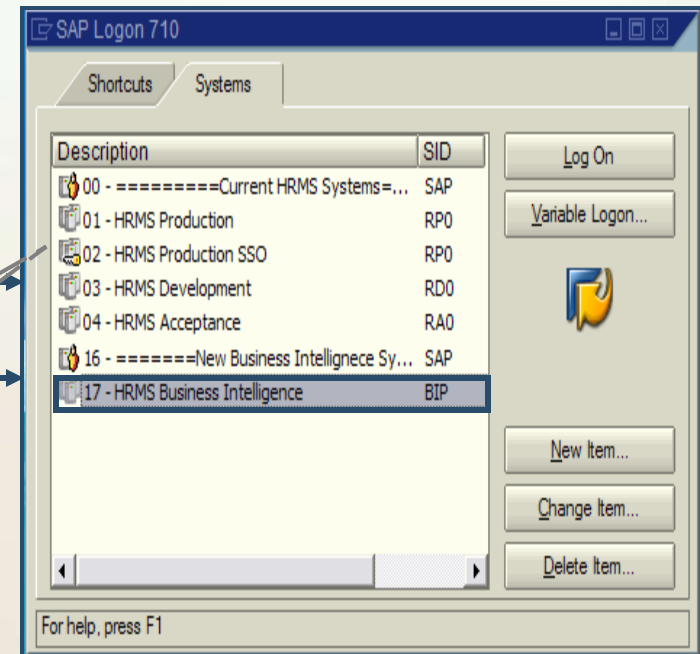 SAP Logon 710
Shortcuts Systems
Description SID
00 - =========Current HRMS Systems=... SAP
01 - HRMS Production RP0
02 - HRMS Production SSO RP0
03 - HRMS Development RD0
04 - HRMS Acceptance RA0
16 - =======New Business Intellignece Sy... SAP
17 - HRMS Business Intelligence BIP
Log On
Variable Logon...
New Item...
Change Item...
Delete Item...
For help, press F1